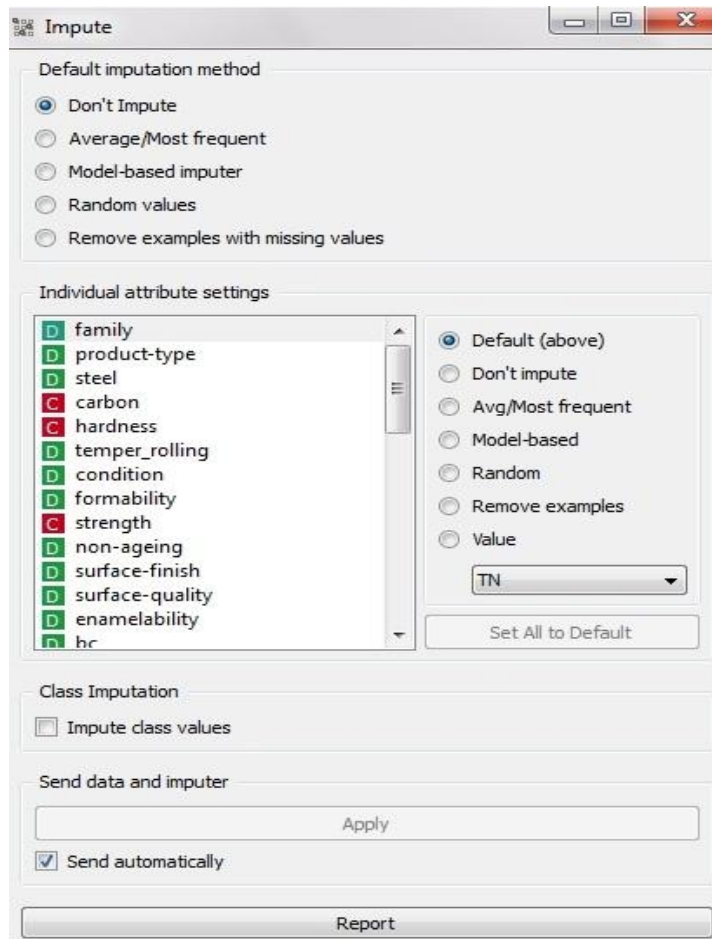 Impute
Default imputation method
Don't Impute
Average/Most frequent
Model-based imputer
Random values
Remove examples with missing values
Individual attribute settings
D family
D product-type
D steel
C carbon
C hardness
D temper_rolling
D condition
D formability
C strength
D non-ageing
D surface-finish
D surface-quality
D enamelability
D bc
Default (above)
Don't impute
Avg/Most frequent
Model-based
Random
Remove examples
Value
TN
Set All to Default
Class Imputation
Impute class values
Send data and imputer
Apply
Send automatically
Report